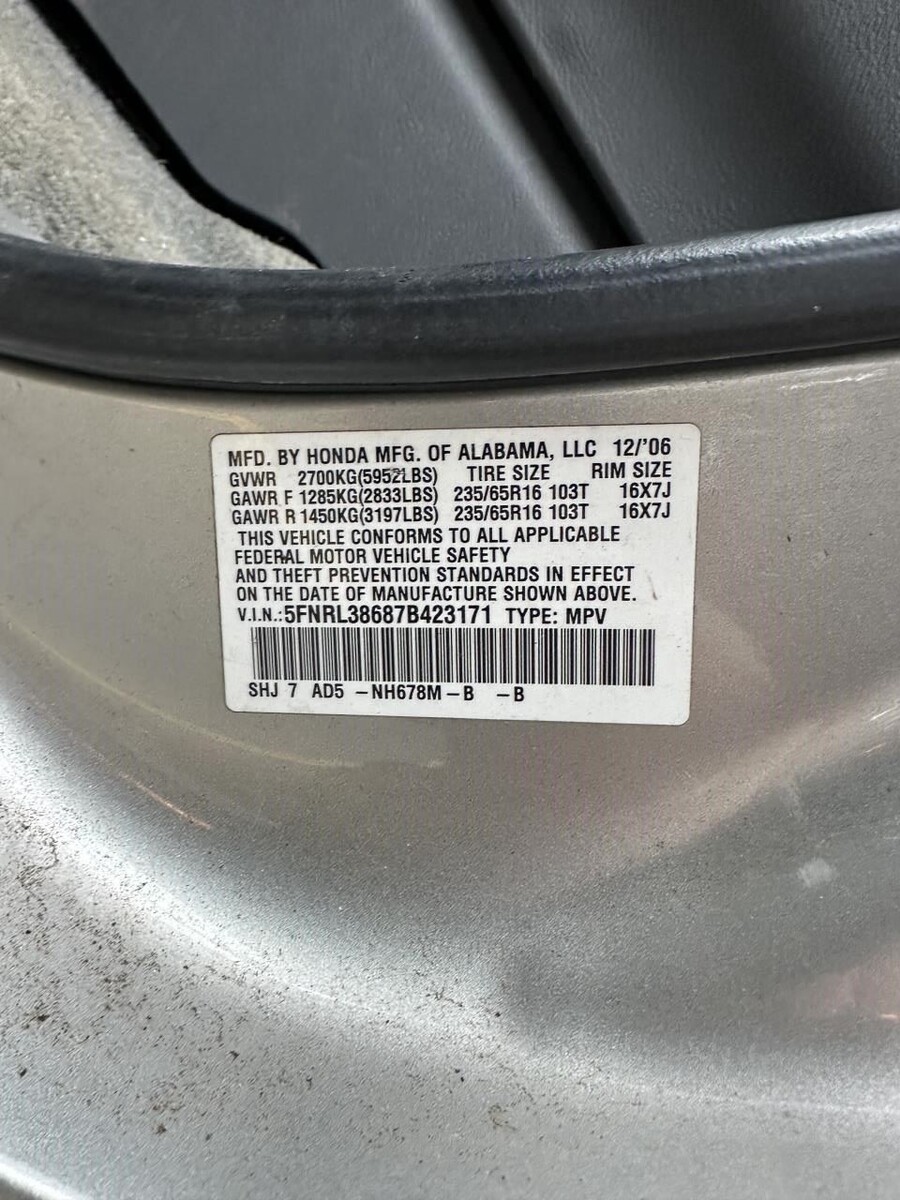 MFD. BY HONDA MFG. OF ALABAMA, LLC 12/'06
GVWR 2700KG(5952LBS) TIRE SIZE RIM SIZE
GAWR F 1285KG(2833LBS) 235/65R16 103T 16X7J
GAWR R 1450KG(3197LBS) 235/65R16 103T 16X7J
THIS VEHICLE CONFORMS TO ALL APPLICABLE
FEDERAL MOTOR VEHICLE SAFETY
AND THEFT PREVENTION STANDARDS IN EFFECT
ON THE DATE OF MANUFACTURE SHOWN ABOVE.
V.I.N.:5FNRL38687B423171 TYPE: MPV
SHJ 7 AD5 -NH678M-B -B